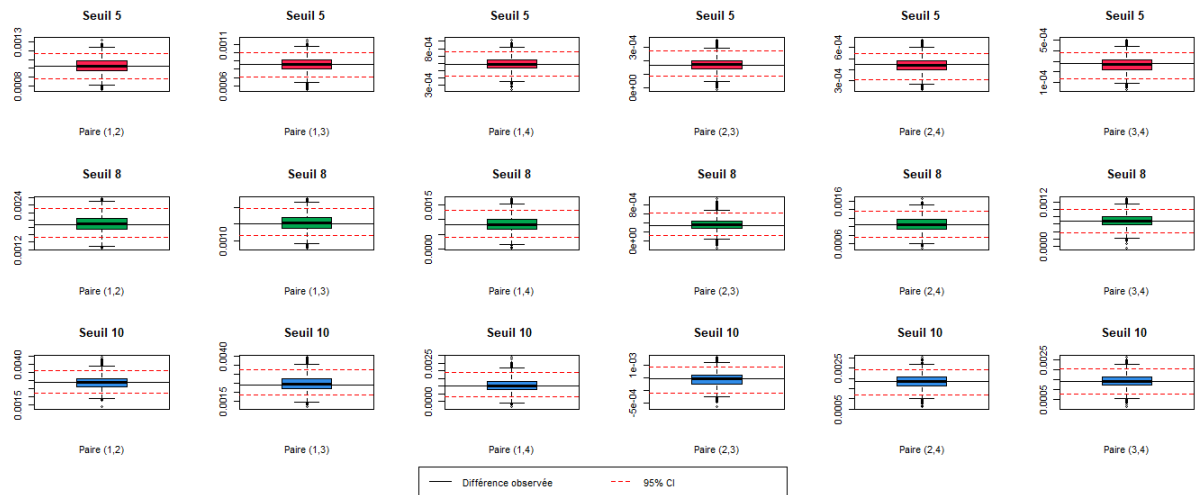 Seuil 5 Seuil 5 Seuil 5 Seuil 5 Seuil 5 Seuil 5
0.0008 0.0013 0.0006 0.0011 3e-04 8e-04 0e+00 3e-04 3e-04 6e-04 1e-04 5e-04
Paire (1,2) Paire (1,3) Paire (1,4) Paire (2,3) Paire (2,4) Paire (3,4)
Seuil 8 Seuil 8 Seuil 8 Seuil 8 Seuil 8 Seuil 8
0.0012 0.0024 0.0010 0.0000 0.0015 0e+00 8e-04 0.0006 0.0016 0.0000 0.0012
Paire (1,2) Paire (1,3) Paire (1,4) Paire (2,3) Paire (2,4) Paire (3,4)
Seuil 10 Seuil 10 Seuil 10 Seuil 10 Seuil 10 Seuil 10
0.0015 0.0040 0.0015 0.0040 0.0000 0.0025 -5e-04 1e-03 0.0005 0.0025 0.0005 0.0025
Paire (1,2) Paire (1,3) Paire (1,4) Paire (2,3) Paire (2,4) Paire (3,4)
Différence observée 95% CI